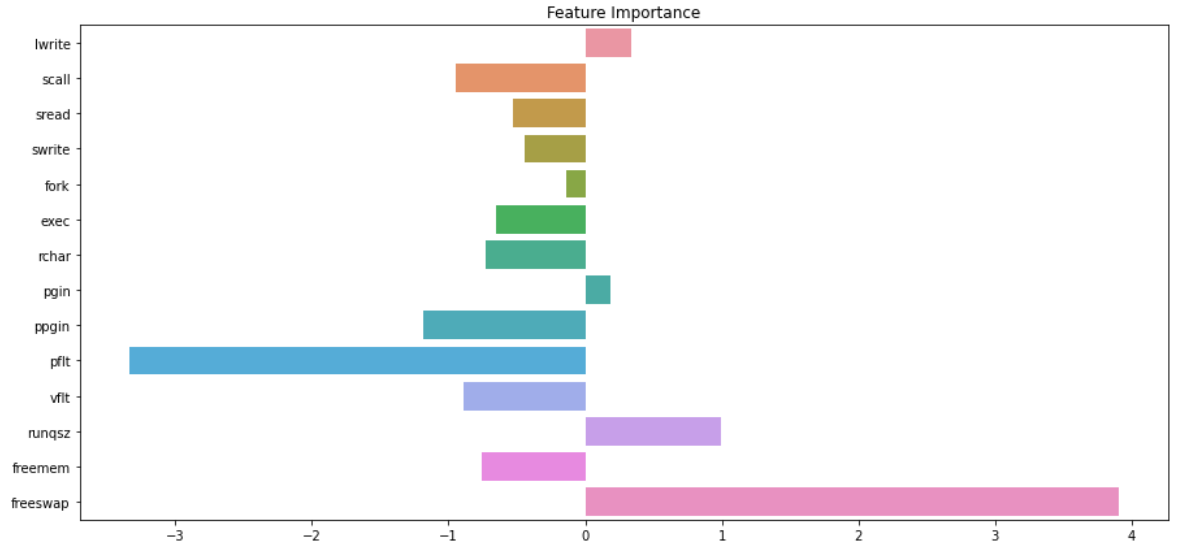 Feature Importance
lwrite
scall
sread
swrite
fork
exec
rchar
pgin
ppgin
pflt
vflt
runqsz
freemem
freeswap
−3 −2 −1 0 1 2 3 4